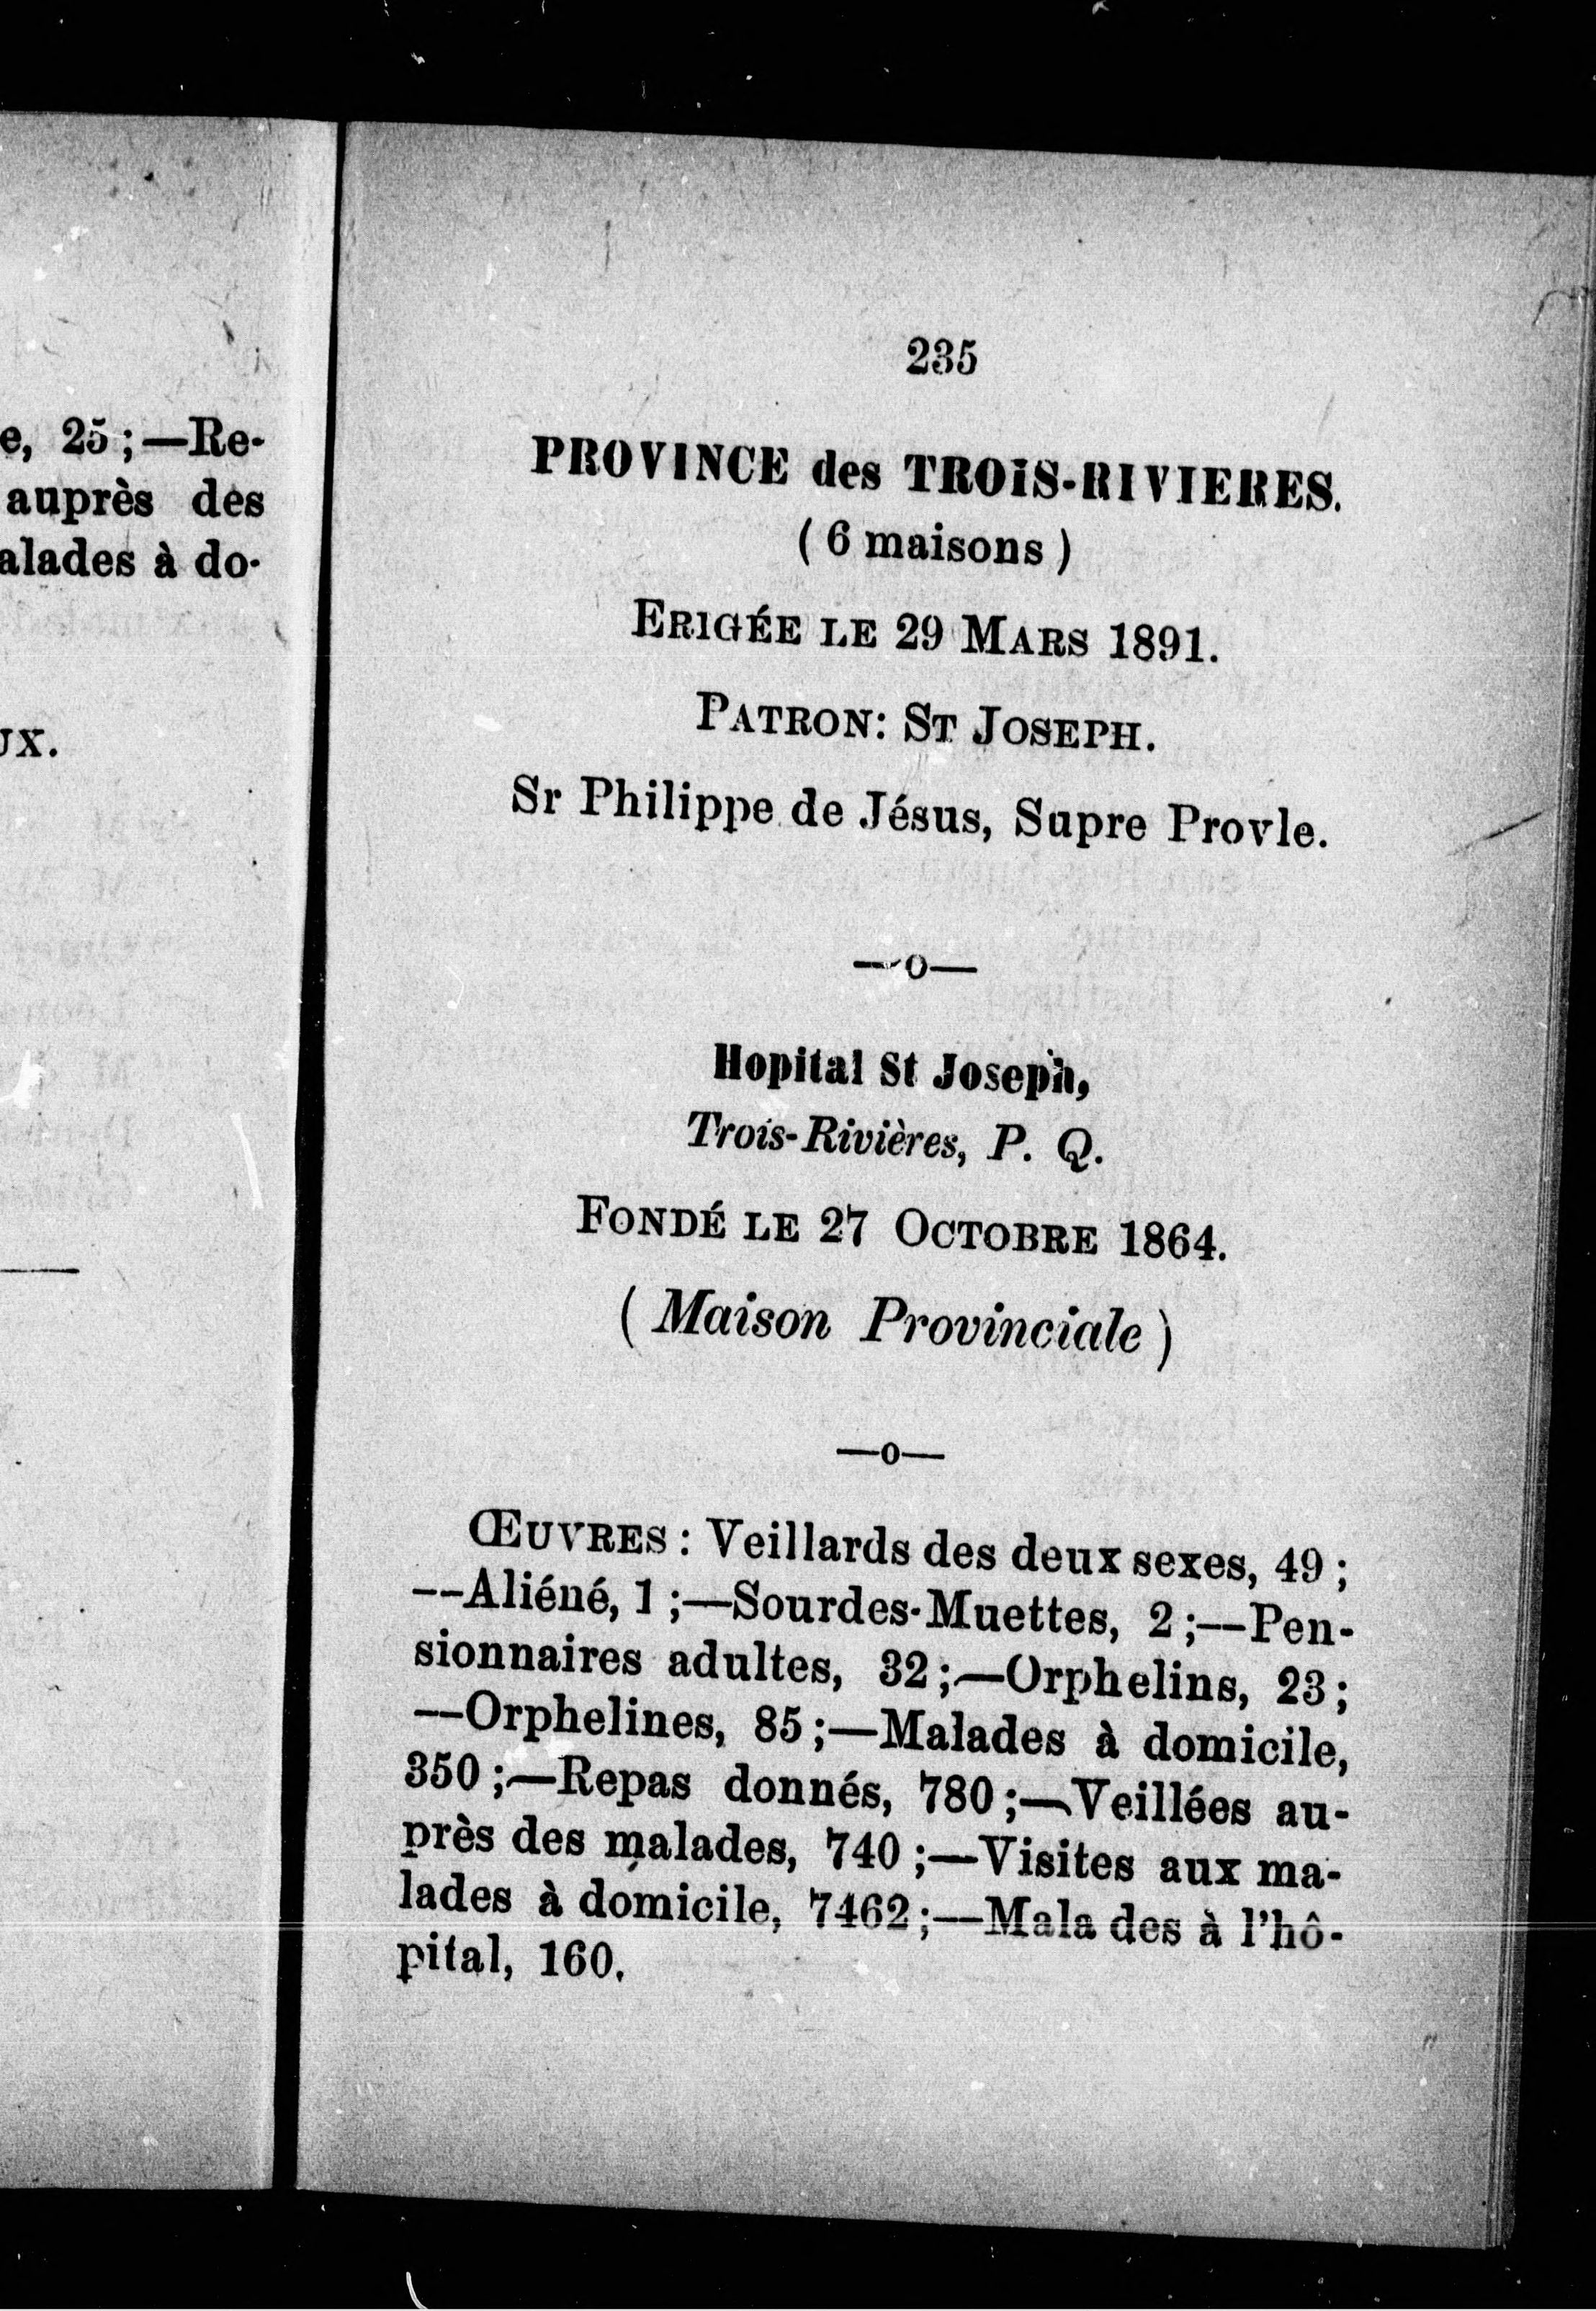 e, 25 ;—Re-
auprès des
alades à do-
UX.
235
PROVINCE des TROIS-RIVIERES.
( 6 maisons )
ERIGÉE LE 29 MARS 1891.
PATRON: ST JOSEPH.
Sr Philippe de Jésus, Supre Provle.
—o—
Hopital St Joseph,
Trois-Rivières, P. Q.
FONDÉ LE 27 OCTOBRE 1864.
( Maison Provinciale )
—o—
ŒUVRES : Veillards des deux sexes, 49 ;
—Aliéné, 1 ;—Sourdes-Muettes, 2 ;—Pen-
sionnaires adultes, 32 ;—Orphelins, 23 ;
—Orphelines, 85 ;—Malades à domicile,
350 ;—Repas donnés, 780 ;—Veillées au-
près des malades, 740 ;—Visites aux ma-
lades à domicile, 7462 ;—Mala des à l'hô-
pital, 160.